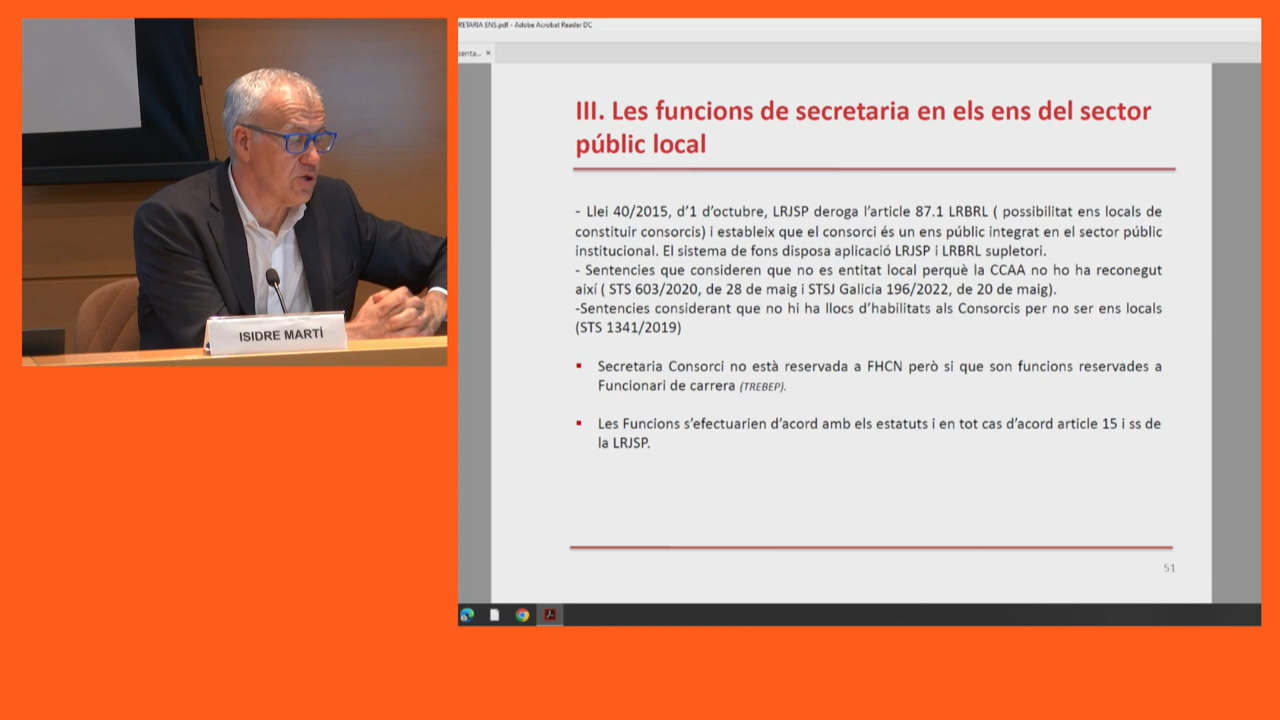 ISIDRE MARTÍ
RETARIA ENS.pdf - Adobe Acrobat Reader DC
senta... ×
III. Les funcions de secretaria en els ens del sector
públic local
- Llei 40/2015, d’1 d’octubre, LRJSP deroga l’article 87.1 LRBRL ( possibilitat ens locals de
constituir consorcis) i estableix que el consorci és un ens públic integrat en el sector públic
institucional. El sistema de fons disposa aplicació LRJSP i LRBRL supletori.
- Sentencies que consideren que no es entitat local perquè la CCAA no ho ha reconegut
així ( STS 603/2020, de 28 de maig i STSJ Galicia 196/2022, de 20 de maig).
-Sentencies considerant que no hi ha llocs d’habilitats als Consorcis per no ser ens locals
(STS 1341/2019)
▪ Secretaria Consorci no està reservada a FHCN però si que son funcions reservades a
Funcionari de carrera (TREBEP).
▪ Les Funcions s’efectuarien d’acord amb els estatuts i en tot cas d’acord article 15 i ss de
la LRJSP.
51